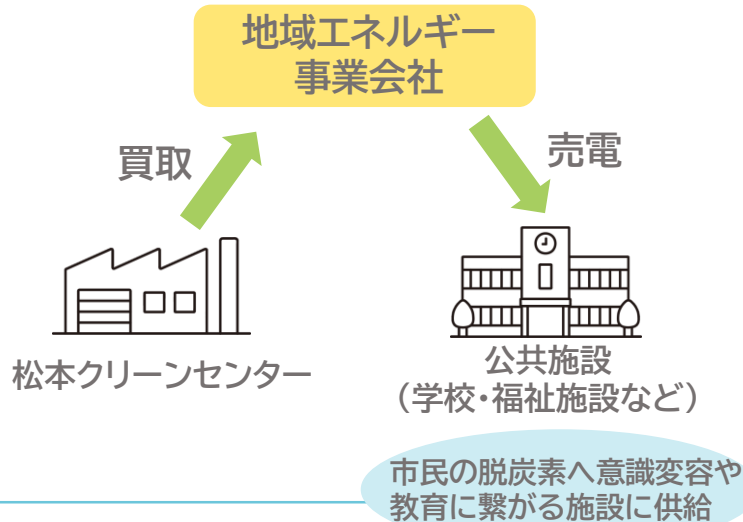 地域エネルギー
事業会社
買取
売電
松本クリーンセンター
公共施設
(学校・福祉施設など)
市民の脱炭素へ意識変容や
教育に繋がる施設に供給